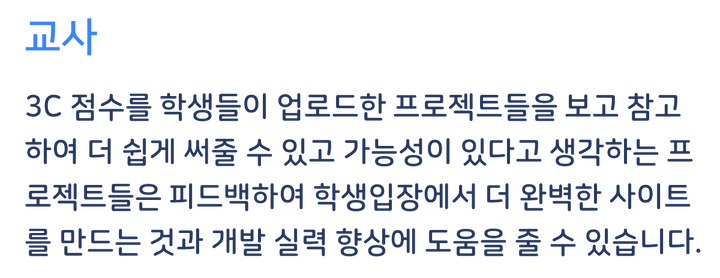 교사
3C 점수를 학생들이 업로드한 프로젝트들을 보고 참고
하여 더 쉽게 써줄 수 있고 가능성이 있다고 생각하는 프
로젝트들은 피드백하여 학생입장에서 더 완벽한 사이트
를 만드는 것과 개발 실력 향상에 도움을 줄 수 있습니다.